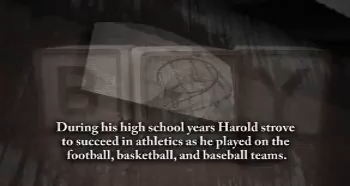 During his high school years Harold strove
to succeed in athletics as he played on the
football, basketball, and baseball teams.